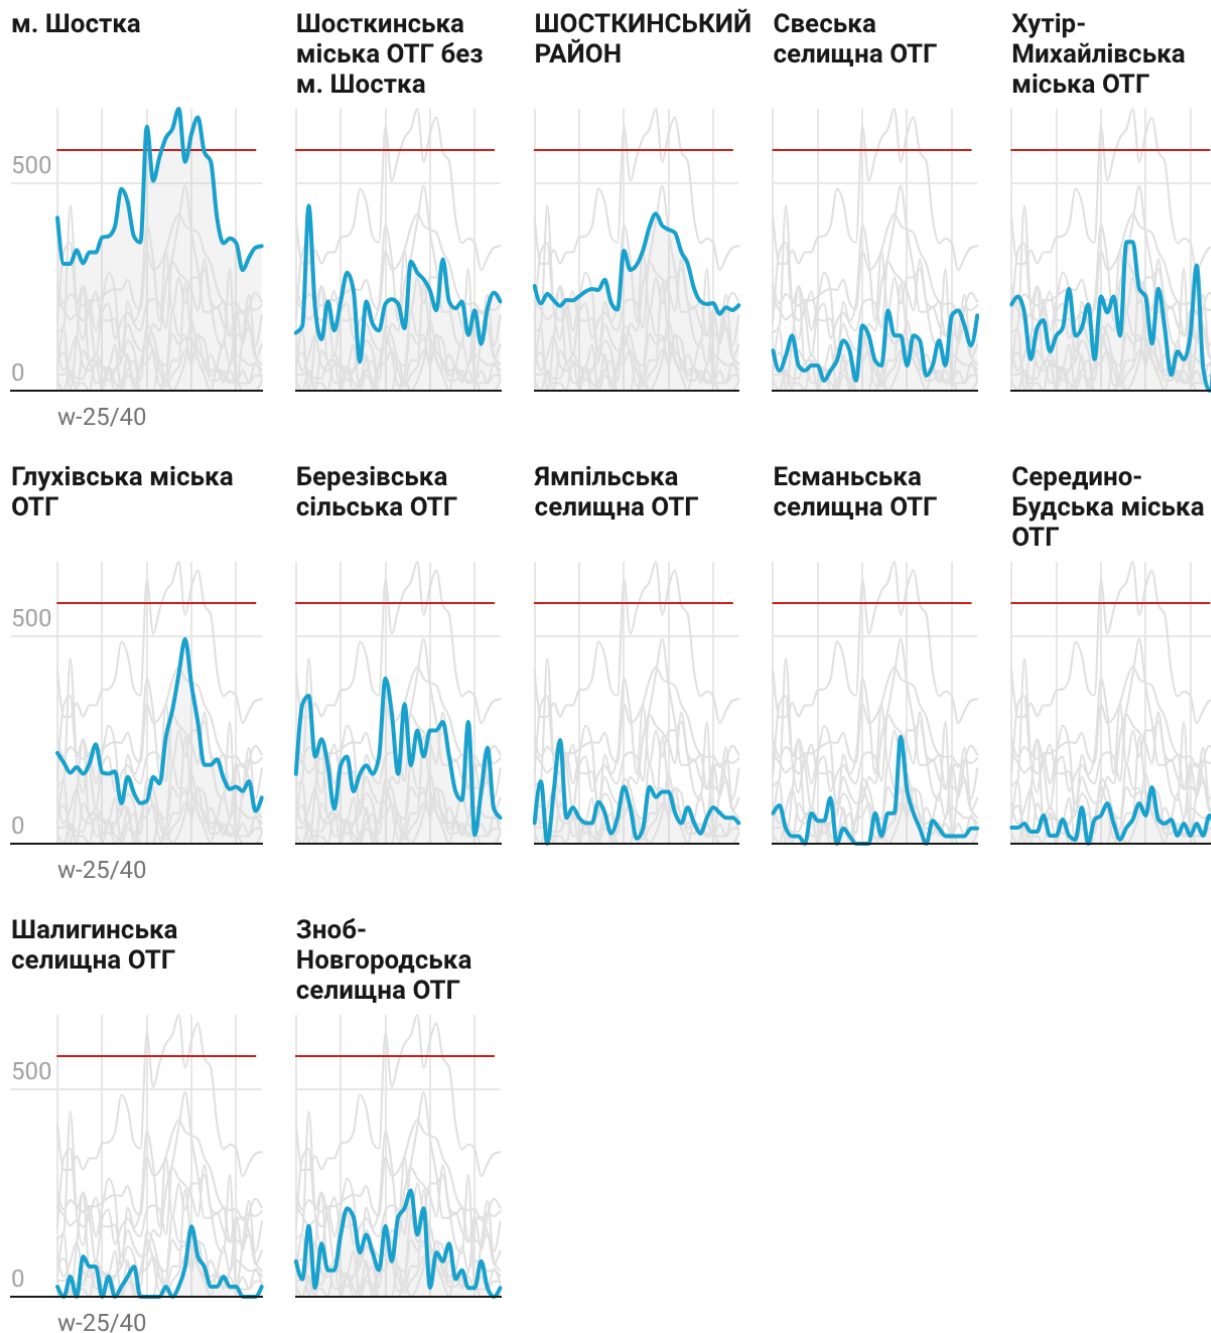 м. Шостка
Шосткинська
міська ОТГ без
м. Шостка
ШОСТКИНСЬКИЙ
РАЙОН
Свеська
селищна ОТГ
Хутір-
Михайлівська
міська ОТГ
500
0
w-25/40
Глухівська міська
ОТГ
Березівська
сільська ОТГ
Ямпільська
селищна ОТГ
Есманьська
селищна ОТГ
Середино-
Будська міська
ОТГ
500
0
w-25/40
Шалигинська
селищна ОТГ
Зноб-
Новгородська
селищна ОТГ
500
0
w-25/40